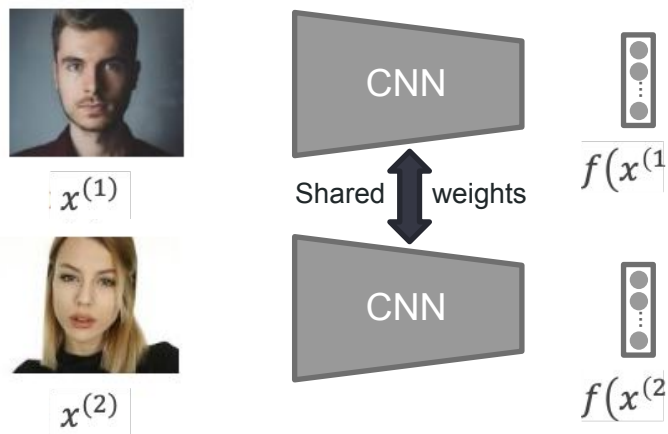 CNN
f(x⁽¹
x⁽¹⁾
Shared weights
CNN
x⁽²⁾
f(x⁽²